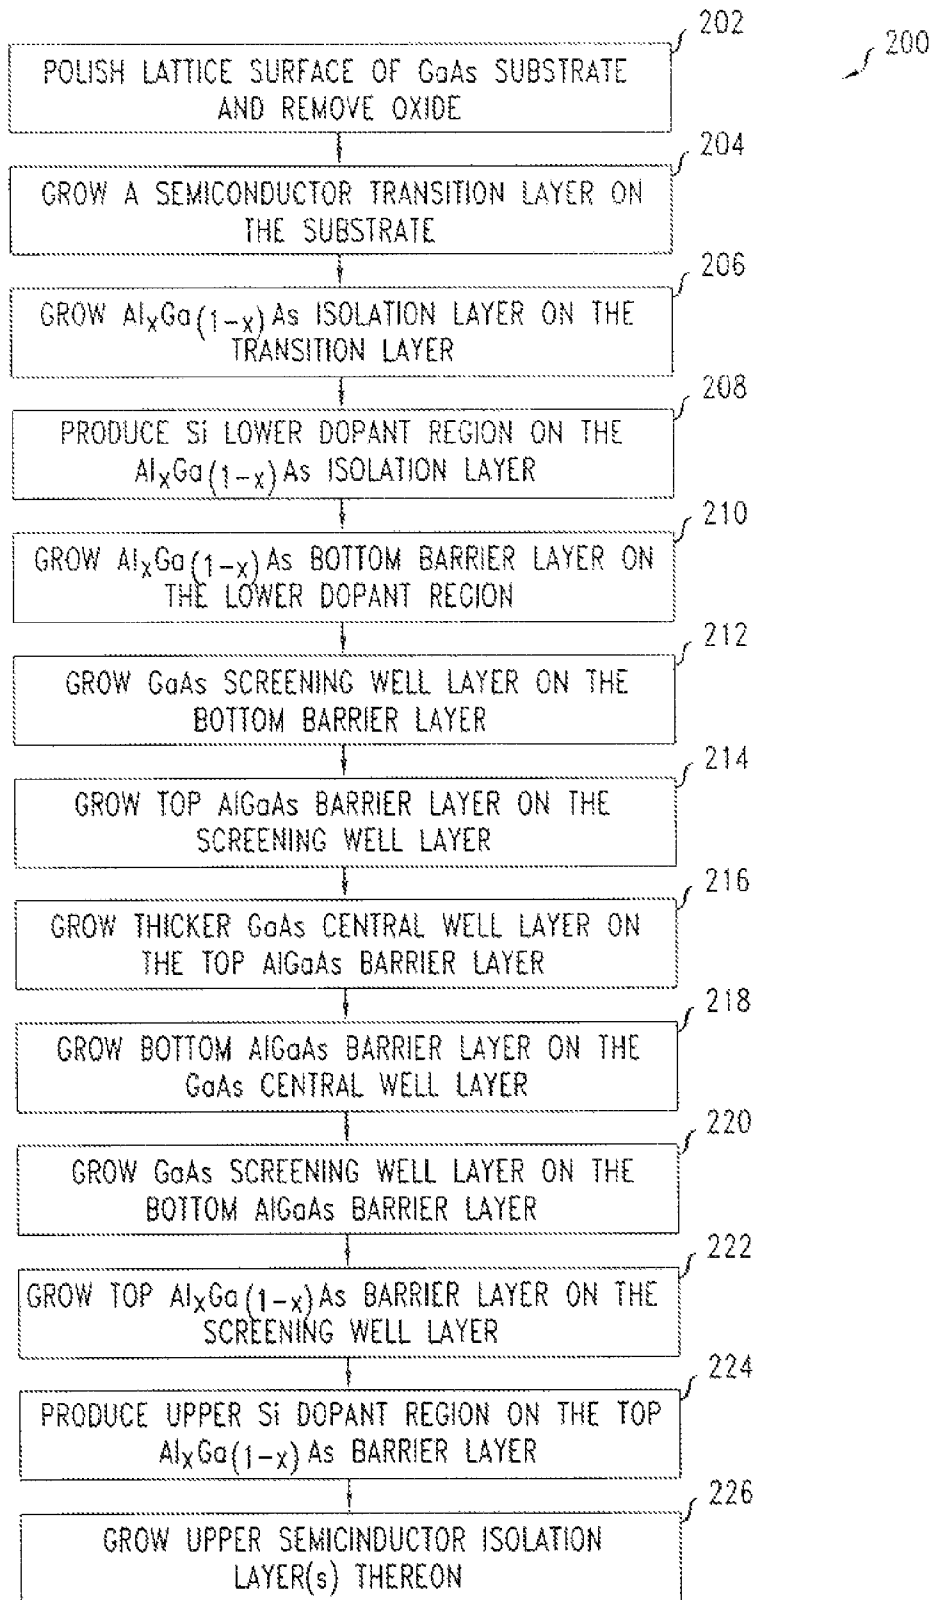 202
200
POLISH LATTICE SURFACE OF GaAs SUBSTRATE
AND REMOVE OXIDE
204
GROW A SEMICONDUCTOR TRANSITION LAYER ON
THE SUBSTRATE
206
GROW AlxGa(1-x)As ISOLATION LAYER ON THE
TRANSITION LAYER
208
PRODUCE Si LOWER DOPANT REGION ON THE
AlxGa(1-x)As ISOLATION LAYER
210
GROW AlxGa(1-x)As BOTTOM BARRIER LAYER ON
THE LOWER DOPANT REGION
212
GROW GaAs SCREENING WELL LAYER ON THE
BOTTOM BARRIER LAYER
214
GROW TOP AlGaAs BARRIER LAYER ON THE
SCREENING WELL LAYER
216
GROW THICKER GaAs CENTRAL WELL LAYER ON
THE TOP AlGaAs BARRIER LAYER
218
GROW BOTTOM AlGaAs BARRIER LAYER ON THE
GaAs CENTRAL WELL LAYER
220
GROW GaAs SCREENING WELL LAYER ON THE
BOTTOM AlGaAs BARRIER LAYER
222
GROW TOP AlxGa(1-x)As BARRIER LAYER ON THE
SCREENING WELL LAYER
224
PRODUCE UPPER Si DOPANT REGION ON THE TOP
AlxGa(1-x)As BARRIER LAYER
226
GROW UPPER SEMICINDUCTOR ISOLATION
LAYER(s) THEREON